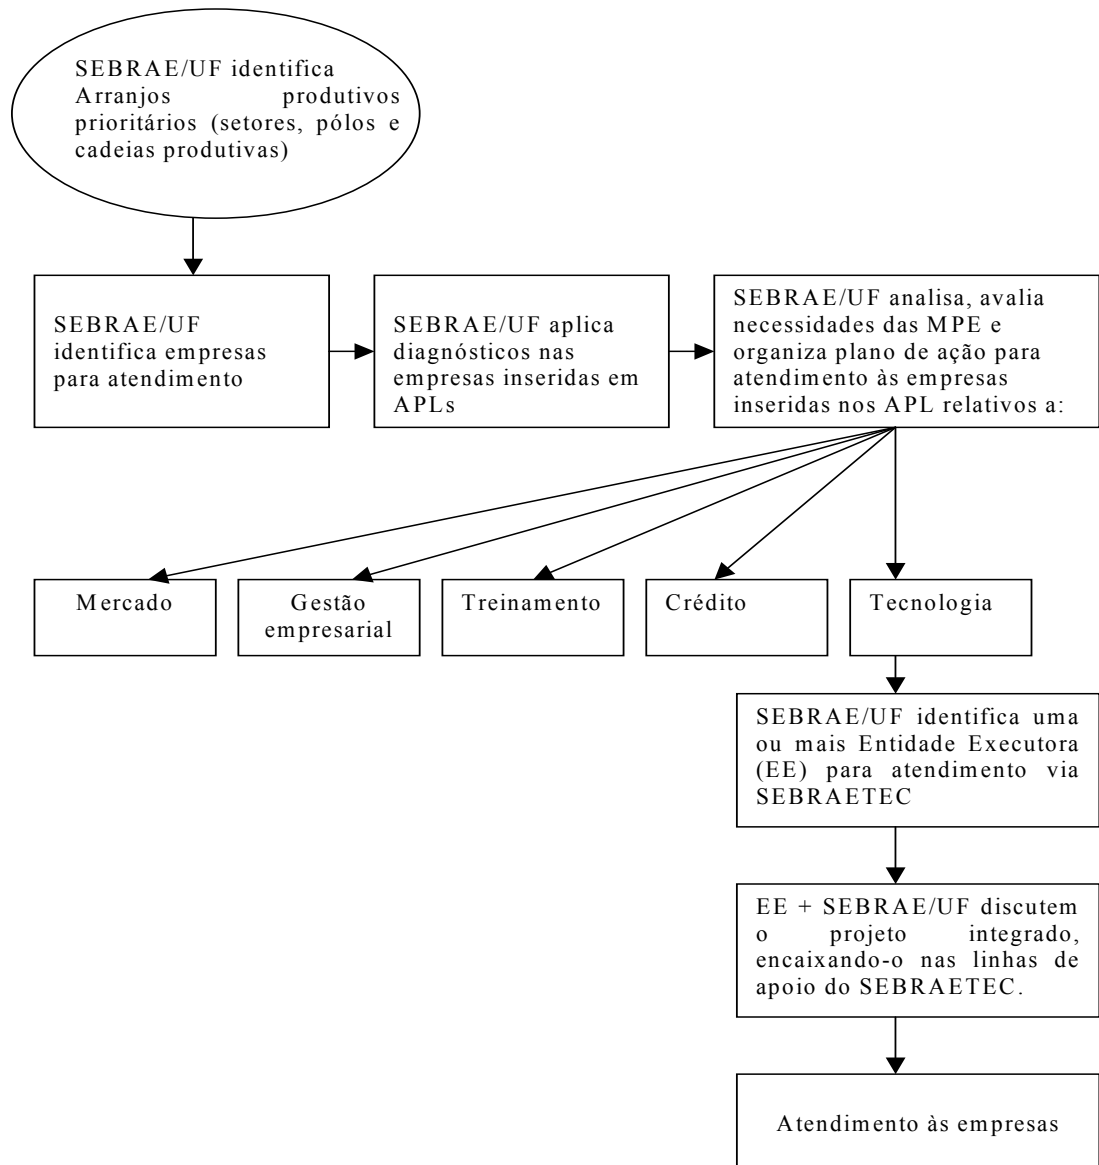 SEBRAE/UF identifica
Arranjos produtivos
prioritários (setores, pólos e
cadeias produtivas)
SEBRAE/UF
identifica empresas
para atendimento
SEBRAE/UF aplica
diagnósticos nas
empresas inseridas em
APLs
SEBRAE/UF analisa, avalia
necessidades das MPE e
organiza plano de ação para
atendimento às empresas
inseridas nos APL relativos a:
Mercado
Gestão
empresarial
Treinamento
Crédito
Tecnologia
SEBRAE/UF identifica uma
ou mais Entidade Executora
(EE) para atendimento via
SEBRAETEC
EE + SEBRAE/UF discutem
o projeto integrado,
encaixando-o nas linhas de
apoio do SEBRAETEC.
Atendimento às empresas